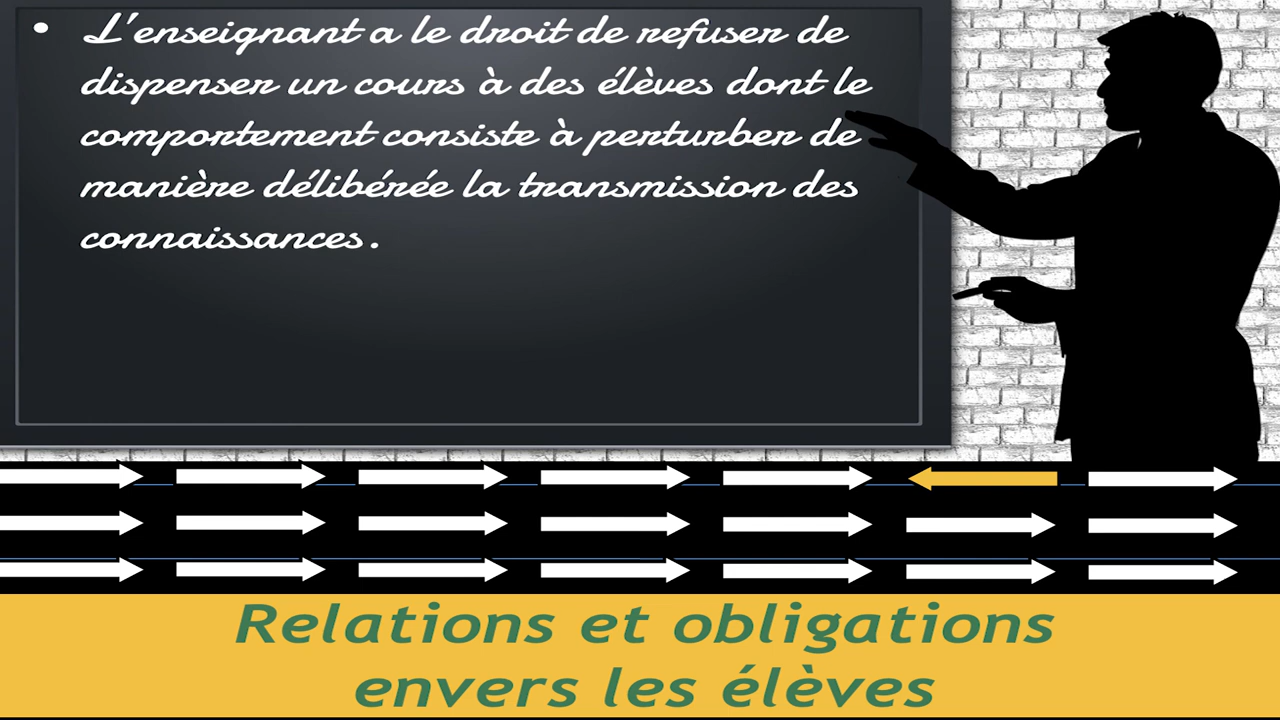 • L'enseignant a le droit de refuser de
dispenser un cours à des élèves dont le
comportement consiste à perturber de
manière délibérée la transmission des
connaissances.
Relations et obligations
envers les élèves